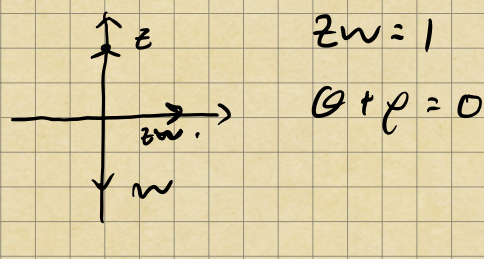 z
zw = 1
θ + φ = 0
zw.
w